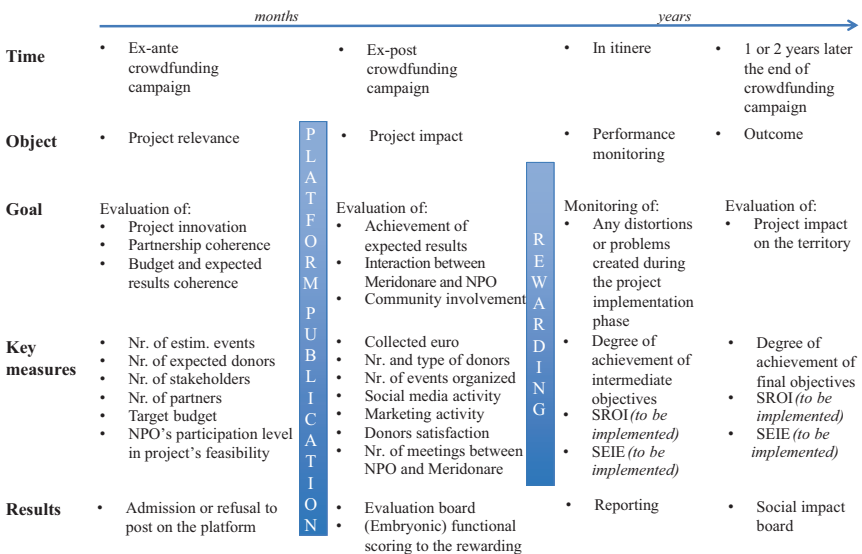 months years
Time
• Ex-ante
crowdfunding
campaign
• Ex-post
crowdfunding
campaign
• In itinere
• 1 or 2 years later
the end of
crowdfunding
campaign
Object
• Project relevance
• Project impact
• Performance
monitoring
• Outcome
Goal
Evaluation of:
• Project innovation
• Partnership coherence
• Budget and expected
results coherence
Evaluation of:
• Achievement of
expected results
• Interaction between
Meridonare and NPO
• Community involvement
Monitoring of:
• Any distortions
or problems
created during
the project
implementation
phase
Evaluation of:
• Project impact
on the territory
Key
measures
• Nr. of estim. events
• Nr. of expected donors
• Nr. of stakeholders
• Nr. of partners
• Target budget
• NPO's participation level
in project's feasibility
• Collected euro
• Nr. and type of donors
• Nr. of events organized
• Social media activity
• Marketing activity
• Donors satisfaction
• Nr. of meetings between
NPO and Meridonare
• Degree of
achievement of
intermediate
objectives
• SROI (to be
implemented)
• SEIE (to be
implemented)
• Degree of
achievement of
final objectives
• SROI (to be
implemented)
• SEIE (to be
implemented)
Results
• Admission or refusal to
post on the platform
• Evaluation board
• (Embryonic) functional
scoring to the rewarding
• Reporting
• Social impact
board
PLATFORM PUBLICATION
REWARDING